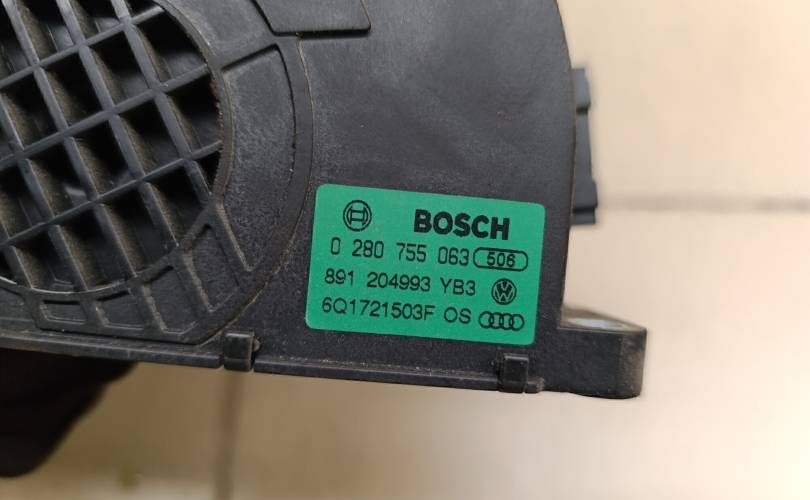 BOSCH
0 280 755 063 506
891 204993 YB3
6Q1721503F OS